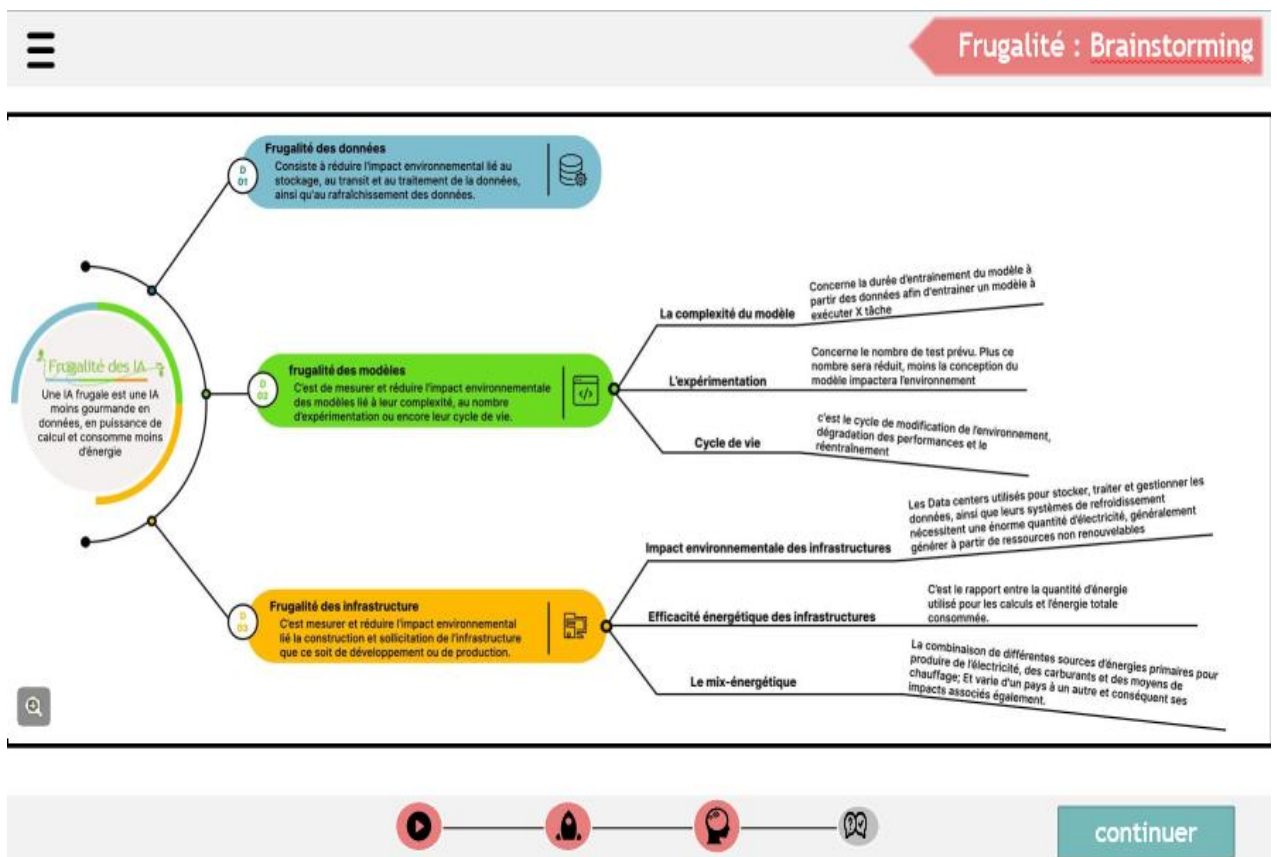 Frugalité : Brainstorming
Frugalité des IA
Une IA frugale est une IA
moins gourmande en
données, en puissance de
calcul et consomme moins
d'énergie
D
01
Frugalité des données
Consiste à réduire l'impact environnemental lié au
stockage, au transit et au traitement de la données,
ainsi qu'au rafraîchissement des données.
D
02
frugalité des modèles
C'est de mesurer et réduire l'impact environnementale
des modèles lié à leur complexité, au nombre
d'expérimentation ou encore leur cycle de vie.
La complexité du modèle
Concerne la durée d'entrainement du modèle à
partir des données afin d'entrainer un modèle à
exécuter X tâche
L'expérimentation
Concerne le nombre de test prévu. Plus ce
nombre sera réduit, moins la conception du
modèle impactera l'environnement
Cycle de vie
c'est le cycle de modification de l'environnement,
dégradation des performances et le
réentraînement
D
03
Frugalité des infrastructure
C'est mesurer et réduire l'impact environnemental
lié la construction et sollicitation de l'infrastructure
que ce soit de développement ou de production.
Impact environnementale des infrastructures
Les Data centers utilisés pour stocker, traiter et gestionner les
données, ainsi que leurs systèmes de refroidissement
nécessitent une énorme quantité d'électricité, généralement
générer à partir de ressources non renouvelables
Efficacité énergétique des infrastructures
C'est le rapport entre la quantité d'énergie
utilisé pour les calculs et l'énergie totale
consommée.
Le mix-énergétique
La combinaison de différentes sources d'énergies primaires pour
produire de l'électricité, des carburants et des moyens de
chauffage; Et varie d'un pays à un autre et conséquent ses
impacts associés également.
continuer